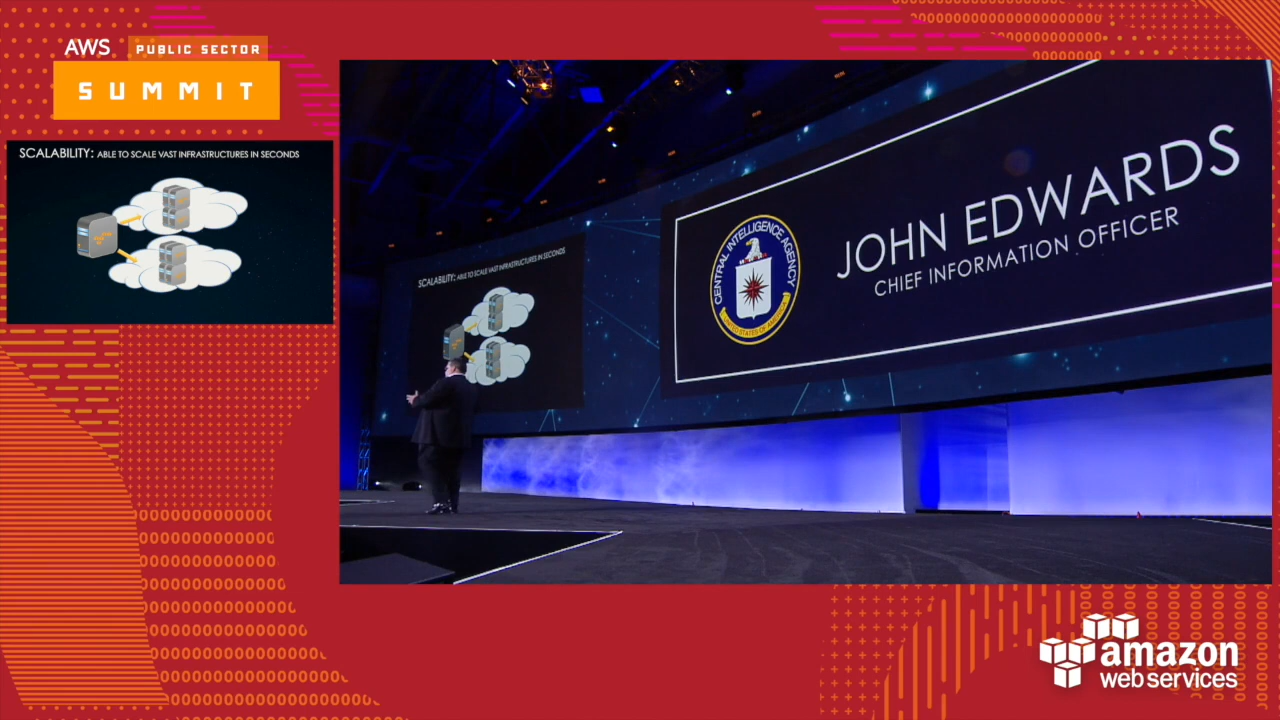 AWS PUBLIC SECTOR
SUMMIT
SCALABILITY: ABLE TO SCALE VAST INFRASTRUCTURES IN SECONDS
SCALABILITY: ABLE TO SCALE VAST INFRASTRUCTURES IN SECONDS
CENTRAL INTELLIGENCE AGENCY
UNITED STATES OF AMERICA
JOHN EDWARDS
CHIEF INFORMATION OFFICER
amazon
web services